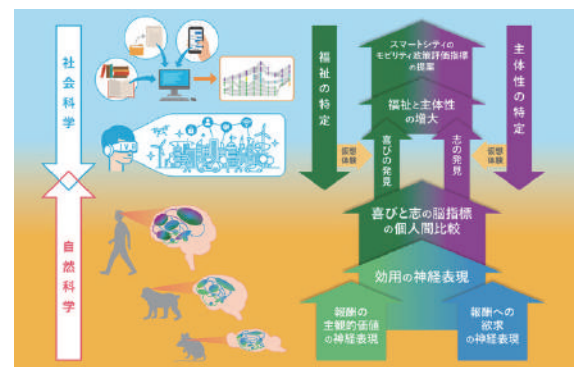 社会科学
自然科学
福祉の特定
スマートシティの
モビリティ政策評価指標
の提案
主体性の特定
福祉と主体性
の増大
喜びの発見
志の発見
仮想
体験
仮想
体験
喜びと志の脳指標
の個人間比較
効用の神経表現
報酬の
主観的価値
の神経表現
報酬への
欲求
の神経表現